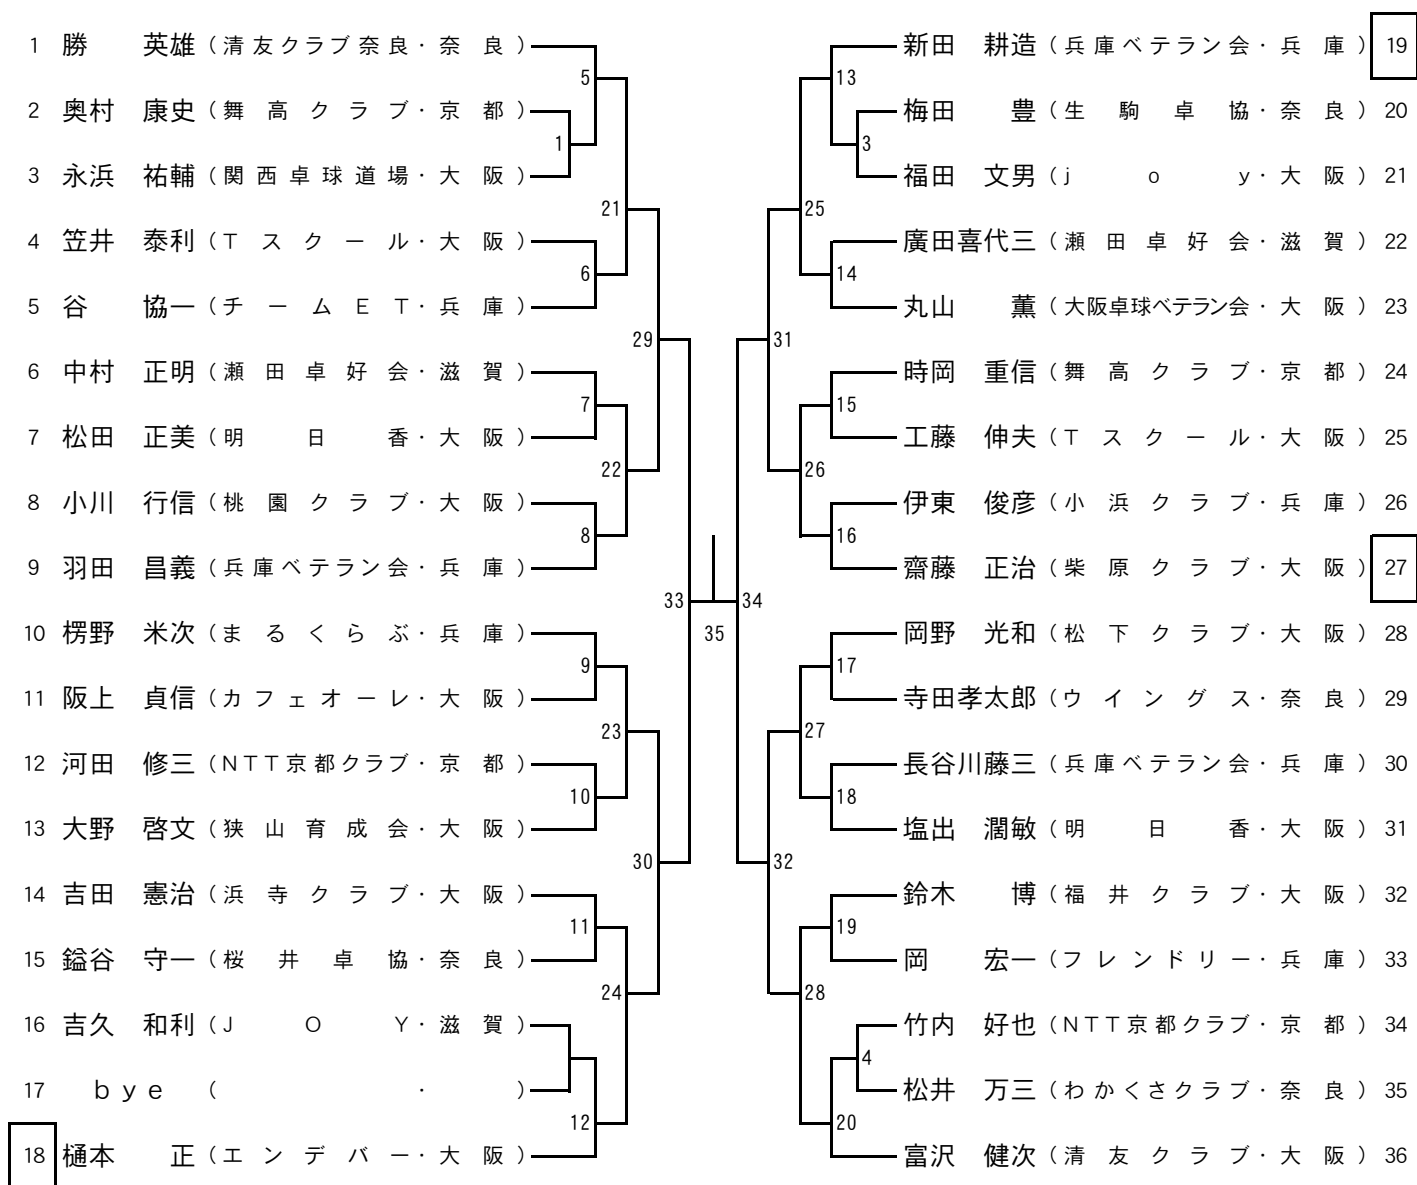 1 勝 英雄 (清友クラブ奈良・奈良)
2 奥村 康史 (舞高クラブ・京都)
3 永浜 祐輔 (関西卓球道場・大阪)
4 笠井 泰利 (Tスクール・大阪)
5 谷 協一 (チームET・兵庫)
6 中村 正明 (瀬田卓好会・滋賀)
7 松田 正美 (明日香・大阪)
8 小川 行信 (桃園クラブ・大阪)
9 羽田 昌義 (兵庫ベテラン会・兵庫)
10 楞野 米次 (まるくらぶ・兵庫)
11 阪上 貞信 (カフェオーレ・大阪)
12 河田 修三 (NTT京都クラブ・京都)
13 大野 啓文 (狭山育成会・大阪)
14 吉田 憲治 (浜寺クラブ・大阪)
15 鎰谷 守一 (桜井卓協・奈良)
16 吉久 和利 (JOY・滋賀)
17 bye ( ・ )
18 樋本 正 (エンデバー・大阪)
5
1
21
6
29
7
22
8
33
9
23
10
30
11
24
12
35
13
3
25
14
31
15
26
16
34
17
27
18
32
19
28
4
20
新田 耕造 (兵庫ベテラン会・兵庫) 19
梅田 豊 (生駒卓協・奈良) 20
福田 文男 (joy・大阪) 21
廣田喜代三 (瀬田卓好会・滋賀) 22
丸山 薫 (大阪卓球ベテラン会・大阪) 23
時岡 重信 (舞高クラブ・京都) 24
工藤 伸夫 (Tスクール・大阪) 25
伊東 俊彦 (小浜クラブ・兵庫) 26
齋藤 正治 (柴原クラブ・大阪) 27
岡野 光和 (松下クラブ・大阪) 28
寺田孝太郎 (ウイングス・奈良) 29
長谷川藤三 (兵庫ベテラン会・兵庫) 30
塩出 濶敏 (明日香・大阪) 31
鈴木 博 (福井クラブ・大阪) 32
岡 宏一 (フレンドリー・兵庫) 33
竹内 好也 (NTT京都クラブ・京都) 34
松井 万三 (わかくさクラブ・奈良) 35
富沢 健次 (清友クラブ・大阪) 36